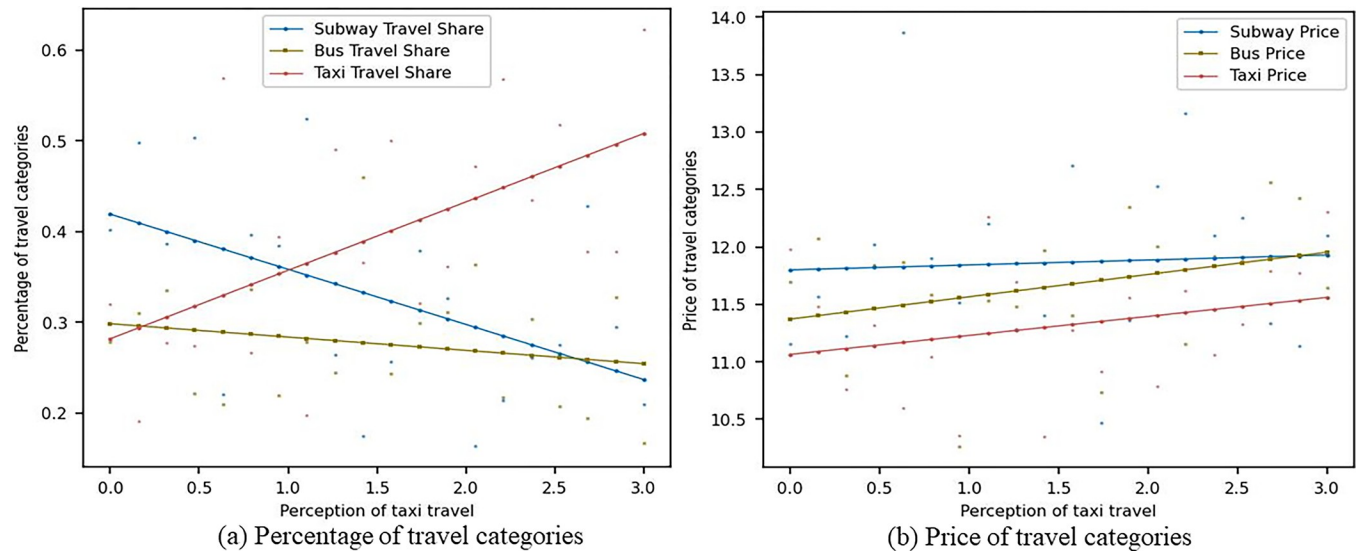 Subway Travel Share
Bus Travel Share
Taxi Travel Share
0.6
0.5
0.4
0.3
0.2
Percentage of travel categories
0.0 0.5 1.0 1.5 2.0 2.5 3.0
Perception of taxi travel
(a) Percentage of travel categories
Subway Price
Bus Price
Taxi Price
14.0
13.5
13.0
12.5
12.0
11.5
11.0
10.5
Price of travel categories
0.0 0.5 1.0 1.5 2.0 2.5 3.0
Perception of taxi travel
(b) Price of travel categories